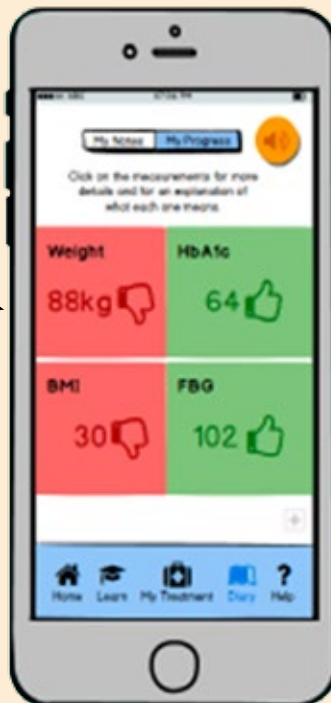 My Notes My Progress
Click on the measurements for more
details and for an explanation of
what each one means.
Weight HbA1c
88kg 64
BMI FBG
30 102
+
Home Learn My Treatment Diary ? Help